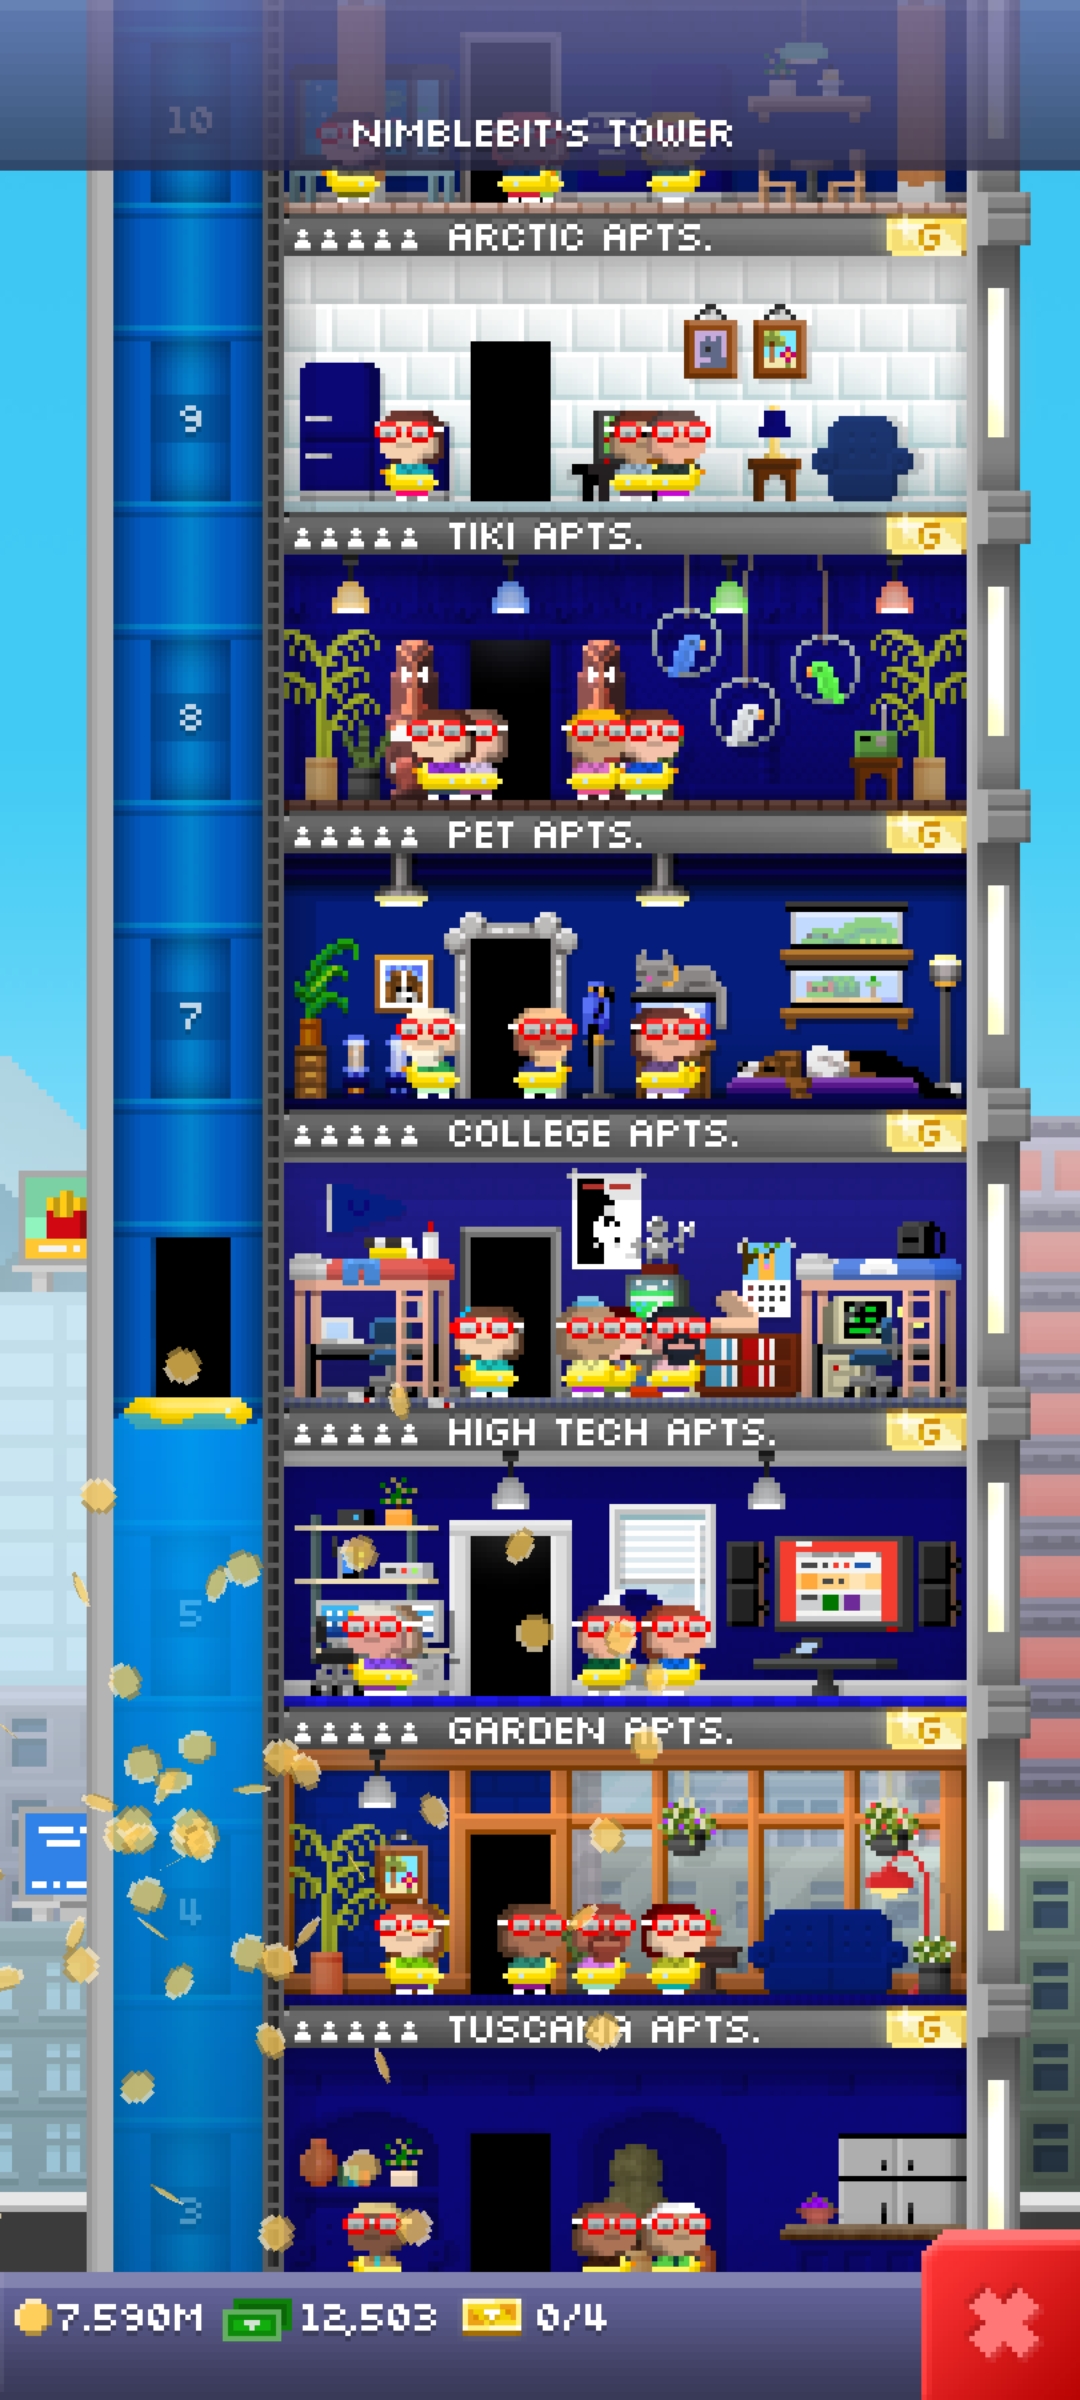 10
NIMBLEBIT'S TOWER
ARCTIC APTS.
G
9
TIKI APTS.
G
8
PET APTS.
G
7
COLLEGE APTS.
G
HIGH TECH APTS.
G
5
GARDEN APTS.
G
4
TUSCANA APTS.
G
3
7.590M 12,503 0/4